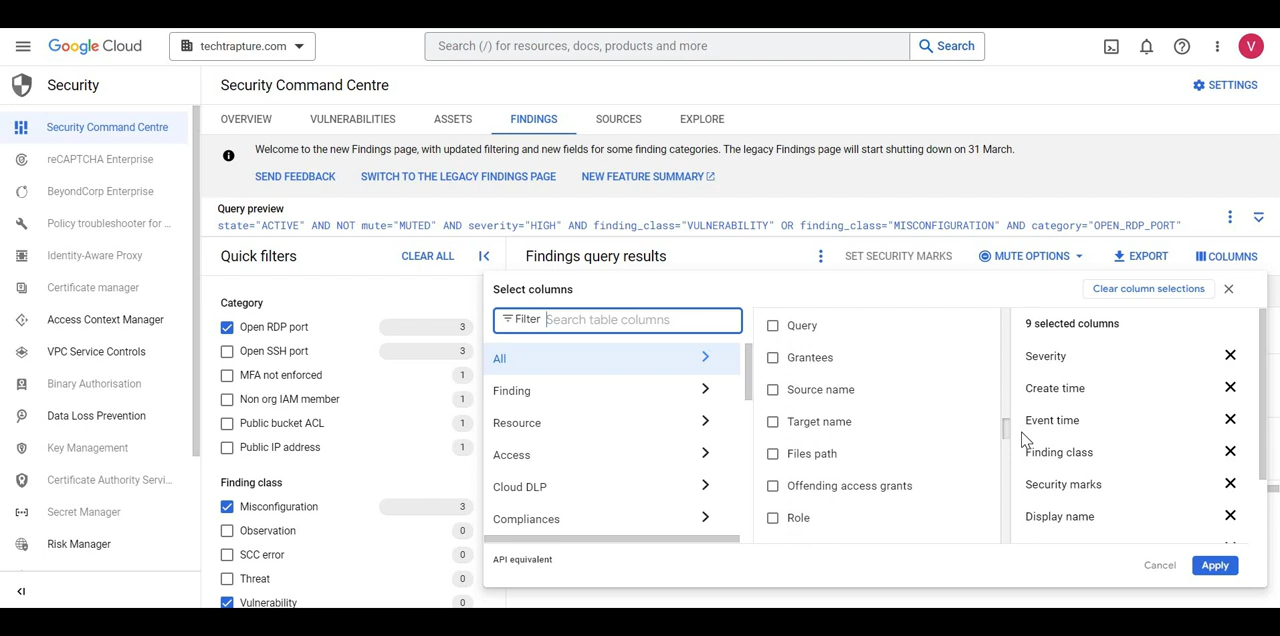 Google Cloud
techtrapture.com
Search (/) for resources, docs, products and more
Search
V
Security
Security Command Centre
SETTINGS
Security Command Centre
reCAPTCHA Enterprise
BeyondCorp Enterprise
Policy troubleshooter for ...
Identity-Aware Proxy
Certificate manager
Access Context Manager
VPC Service Controls
Binary Authorisation
Data Loss Prevention
Key Management
Certificate Authority Servi...
Secret Manager
Risk Manager
OVERVIEW VULNERABILITIES ASSETS FINDINGS SOURCES EXPLORE
Welcome to the new Findings page, with updated filtering and new fields for some finding categories. The legacy Findings page will start shutting down on 31 March.
SEND FEEDBACK SWITCH TO THE LEGACY FINDINGS PAGE NEW FEATURE SUMMARY
Query preview
state="ACTIVE" AND NOT mute="MUTED" AND severity="HIGH" AND finding_class="VULNERABILITY" OR finding_class="MISCONFIGURATION" AND category="OPEN_RDP_PORT"
Quick filters CLEAR ALL
Category
Open RDP port 3
Open SSH port 3
MFA not enforced 1
Non org IAM member 1
Public bucket ACL 1
Public IP address 1
Finding class
Misconfiguration 3
Observation 0
SCC error 0
Threat 0
Vulnerability 0
Findings query results SET SECURITY MARKS MUTE OPTIONS EXPORT COLUMNS
Select columns Clear column selections
Filter Search table columns
All
Finding
Resource
Access
Cloud DLP
Compliances
Query
Grantees
Source name
Target name
Files path
Offending access grants
Role
9 selected columns
Severity
Create time
Event time
Finding class
Security marks
Display name
API equivalent
Cancel Apply